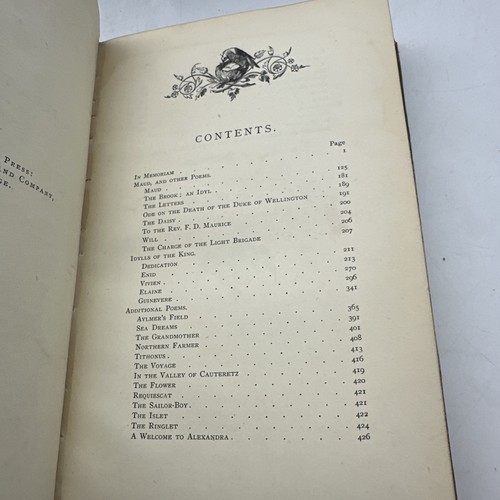 PRESS:
ND COMPANY,
GE.
CONTENTS.
Page
IN MEMORIAM 1
MAUD, AND OTHER POEMS.
MAUD 125
THE BROOK; AN IDYL 181
THE LETTERS 189
ODE ON THE DEATH OF THE DUKE OF WELLINGTON 191
THE DAISY 200
TO THE REV. F. D. MAURICE 204
WILL 206
THE CHARGE OF THE LIGHT BRIGADE 207
IDYLLS OF THE KING.
DEDICATION 211
ENID 213
VIVIEN 270
ELAINE 296
GUINEVERE 341
ADDITIONAL POEMS.
AYLMER'S FIELD 365
SEA DREAMS 391
THE GRANDMOTHER 401
NORTHERN FARMER 408
TITHONUS 413
THE VOYAGE 416
IN THE VALLEY OF CAUTERETZ 419
THE FLOWER 420
REQUIESCAT 421
THE SAILOR-BOY 421
THE ISLET 422
THE RINGLET 424
A WELCOME TO ALEXANDRA 426